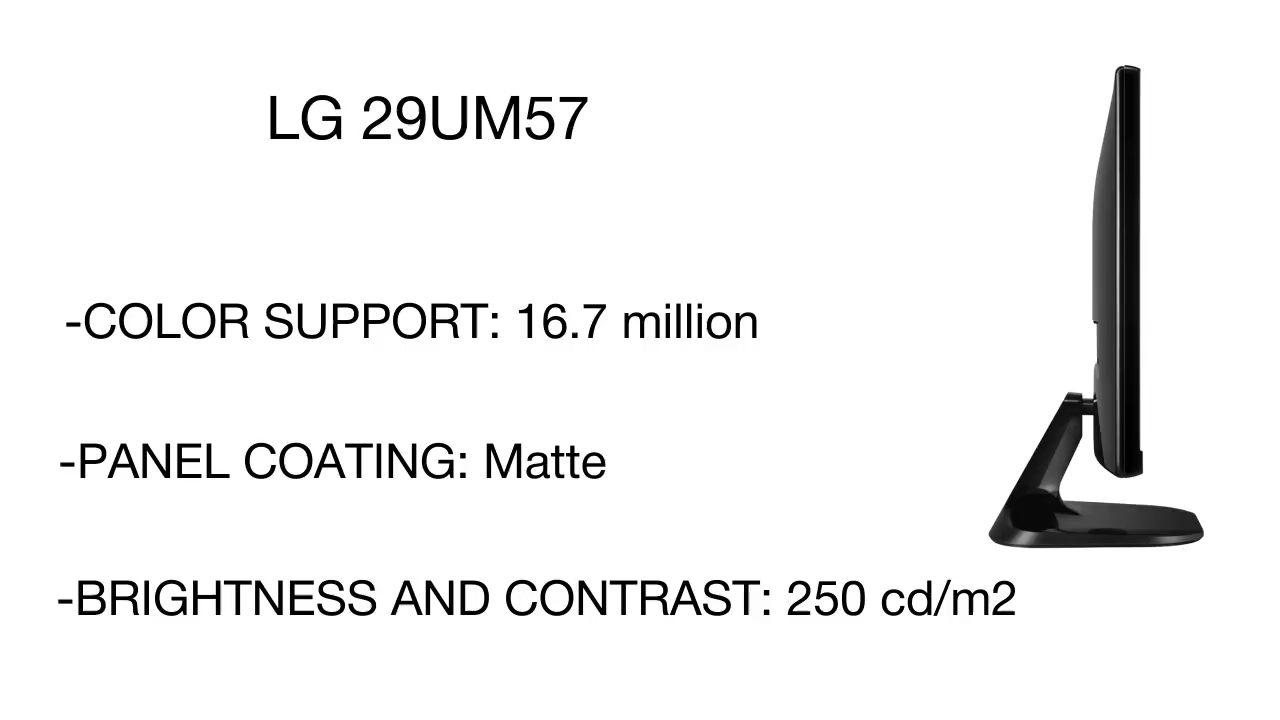 LG 29UM57
-COLOR SUPPORT: 16.7 million
-PANEL COATING: Matte
-BRIGHTNESS AND CONTRAST: 250 cd/m2